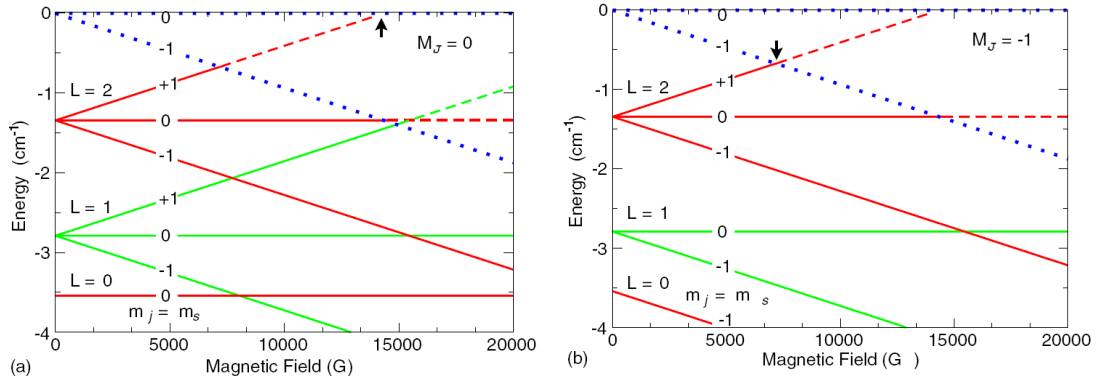 0
0
-1
M_J = 0
L = 2
+1
-1
0
-1
Energy (cm⁻¹)
-2
L = 1
+1
0
-3
-1
L = 0
0
m_j = m_s
-4
0
5000
10000
15000
20000
(a)
Magnetic Field (G)
0
0
-1
M_J = -1
L = 2
+1
-1
0
-1
Energy (cm⁻¹)
-2
L = 1
0
-3
-1
L = 0
m_j = m_s
-1
-4
0
5000
10000
15000
20000
(b)
Magnetic Field (G )